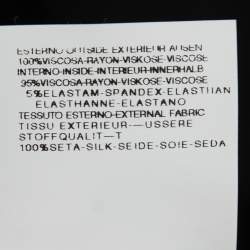 ESTERNO OUTSIDE EXTERIEUR AUSEN
100%VISCOSA-RAYON-VISKOSE-VISCOSE
INTERNO-INSIDE-INTERIEUR-INNERHALB
95%VISCOSA-RAYON-VISKOSE-VISCOSE
5%ELASTAM-SPANDEX-ELASTHAN
ELASTHANNE-ELASTANO
TESSUTO ESTERNO-EXTERNAL FABRIC
TISSU EXTERIEUR-—USSERE
STOFFQUALIT—T
100%SETA-SILK-SEIDE-SOIE-SEDA